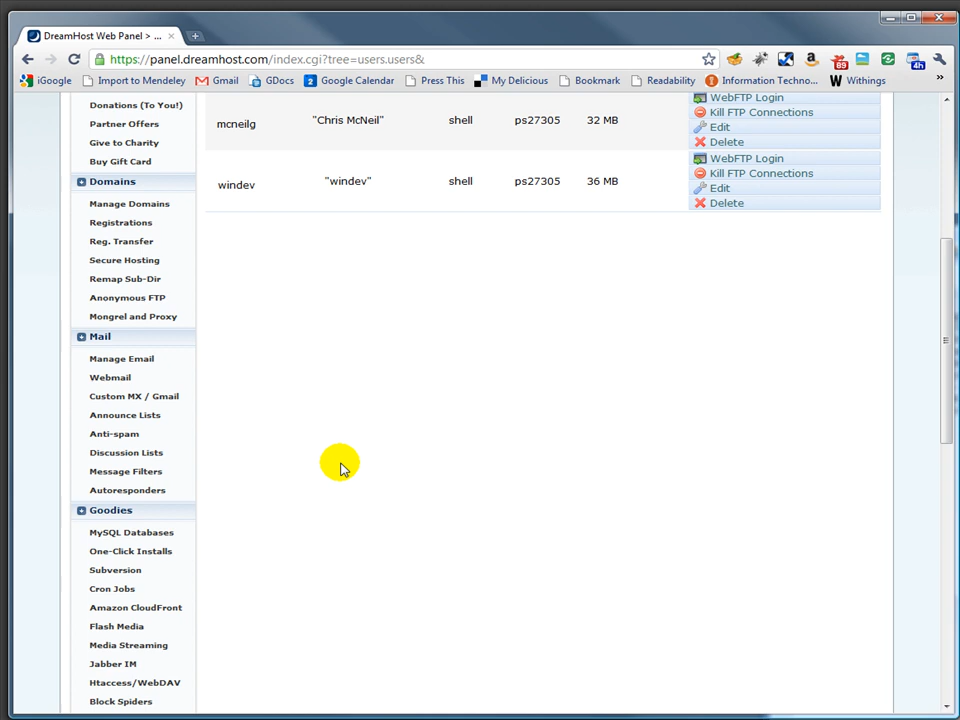 DreamHost Web Panel > ...
https://panel.dreamhost.com/index.cgi?tree=users.users&
iGoogle Import to Mendeley Gmail GDocs 2 Google Calendar Press This My Delicious Bookmark Readability Information Techno... W Withings »
89
4h
Donations (To You!)
Partner Offers
Give to Charity
Buy Gift Card
Domains
Manage Domains
Registrations
Reg. Transfer
Secure Hosting
Remap Sub-Dir
Anonymous FTP
Mongrel and Proxy
Mail
Manage Email
Webmail
Custom MX / Gmail
Announce Lists
Anti-spam
Discussion Lists
Message Filters
Autoresponders
Goodies
MySQL Databases
One-Click Installs
Subversion
Cron Jobs
Amazon CloudFront
Flash Media
Media Streaming
Jabber IM
Htaccess/WebDAV
Block Spiders
mcneilg "Chris McNeil" shell ps27305 32 MB
WebFTP Login
Kill FTP Connections
Edit
Delete
windev "windev" shell ps27305 36 MB
WebFTP Login
Kill FTP Connections
Edit
Delete